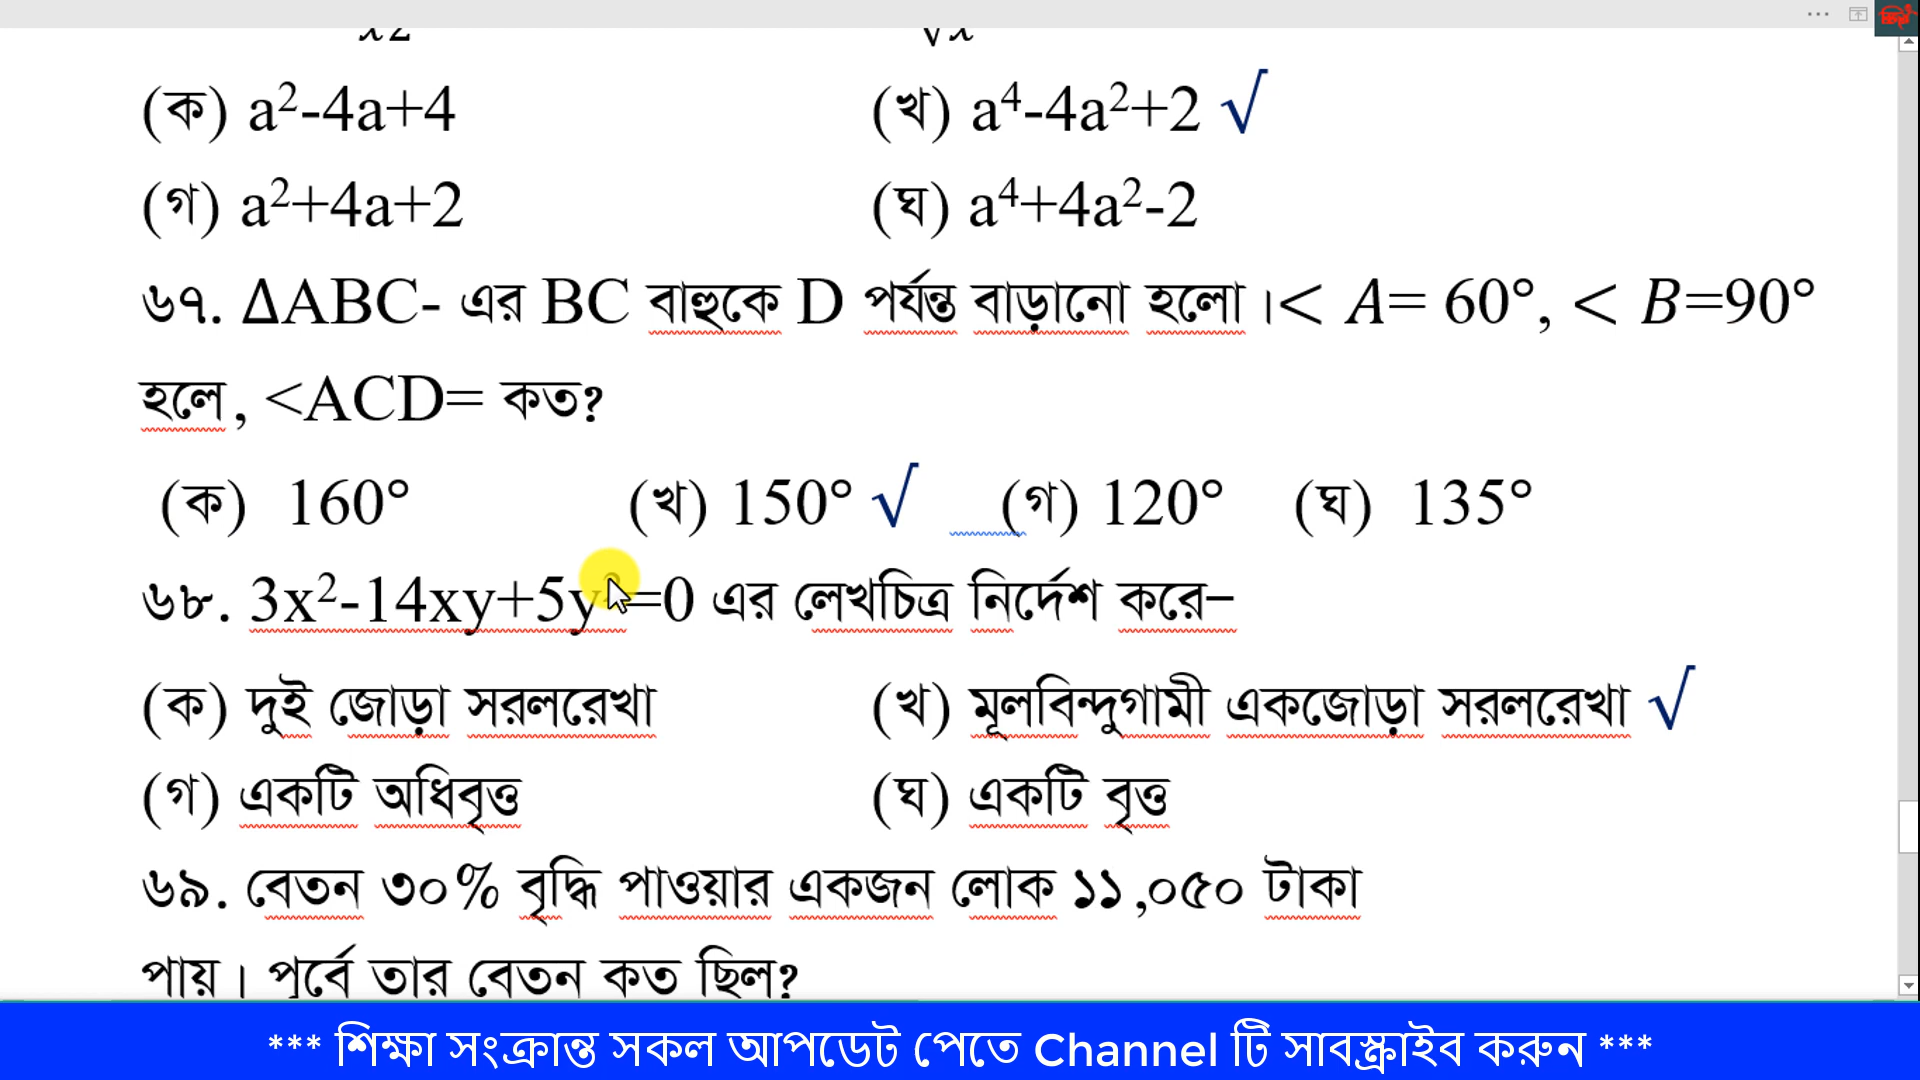 (ক) a²-4a+4 (খ) a⁴-4a²+2 √
(গ) a²+4a+2 (ঘ) a⁴+4a²-2
৬৭. ΔABC- এর BC বাহুকে D পর্যন্ত বাড়ানো হলো।< A= 60°, < B=90°
হলে, <ACD= কত?
(ক) 160° (খ) 150° √ (গ) 120° (ঘ) 135°
৬৮. 3x²-14xy+5y²=0 এর লেখচিত্র নির্দেশ করে–
(ক) দুই জোড়া সরলরেখা (খ) মূলবিন্দুগামী একজোড়া সরলরেখা √
(গ) একটি অধিবৃত্ত (ঘ) একটি বৃত্ত
৬৯. বেতন ৩০% বৃদ্ধি পাওয়ার একজন লোক ১১,০৫০ টাকা
পায়। পূর্বে তার বেতন কত ছিল?
*** শিক্ষা সংক্রান্ত সকল আপডেট পেতে Channel টি সাবস্ক্রাইব করুন ***